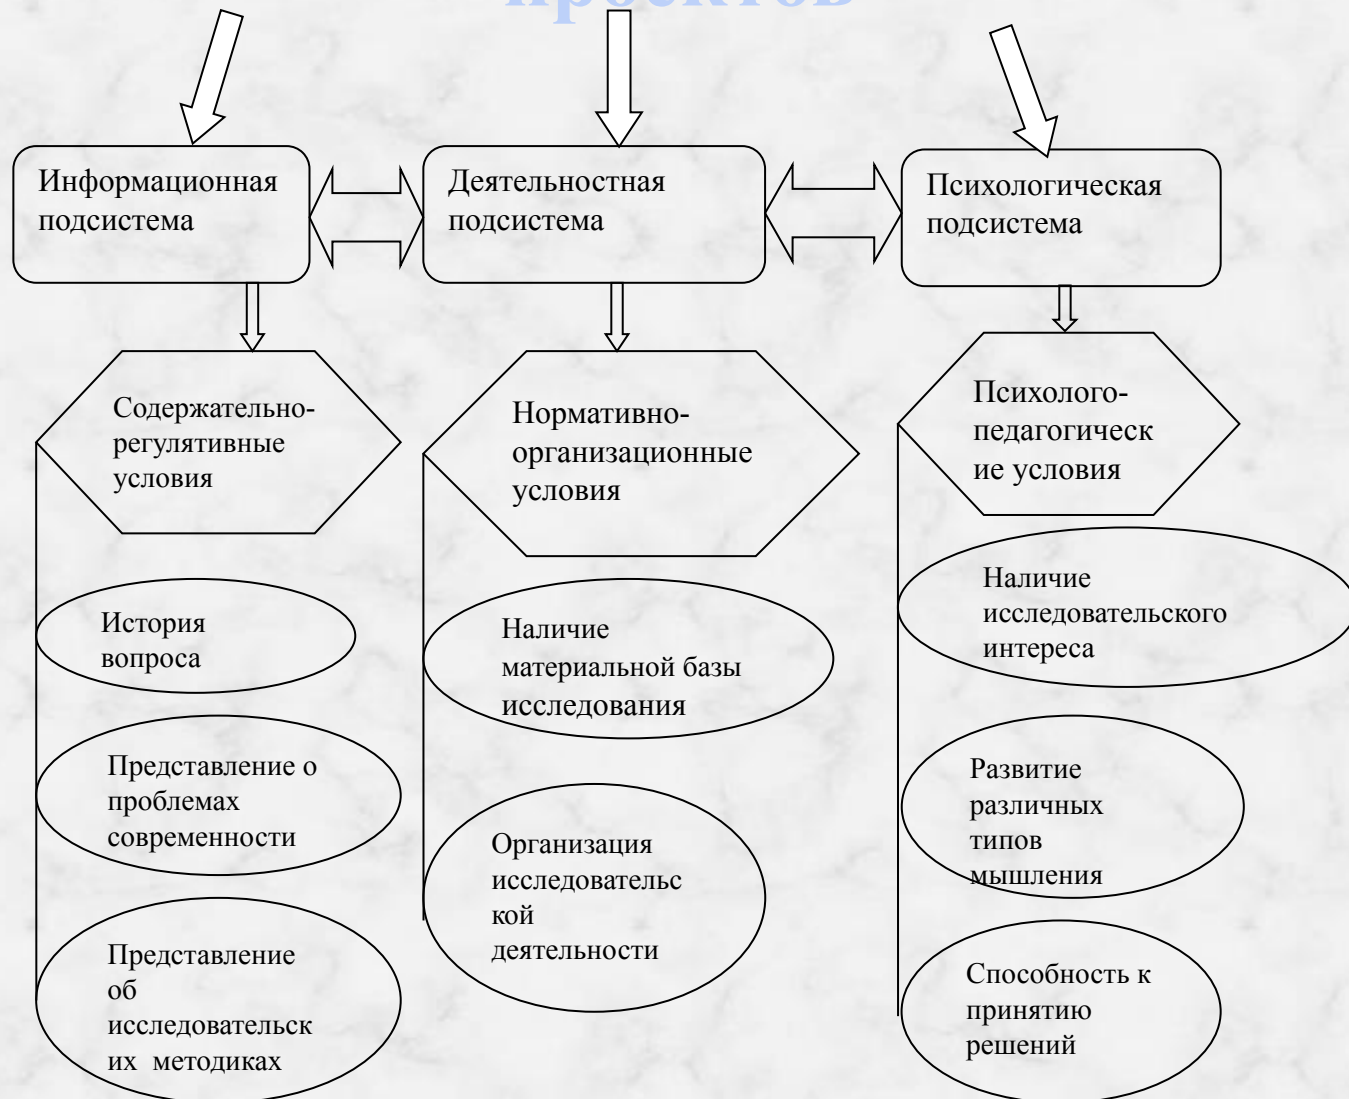 проектов
Информационная
подсистема
Деятельностная
подсистема
Психологическая
подсистема
Содержательно-
регулятивные
условия
Нормативно-
организационные
условия
Психолого-
педагогическ
ие условия
История
вопроса
Наличие
материальной базы
исследования
Наличие
исследовательского
интереса
Представление о
проблемах
современности
Организация
исследовательс
кой
деятельности
Развитие
различных
типов
мышления
Представление
об
исследовательск
их методиках
Способность к
принятию
решений